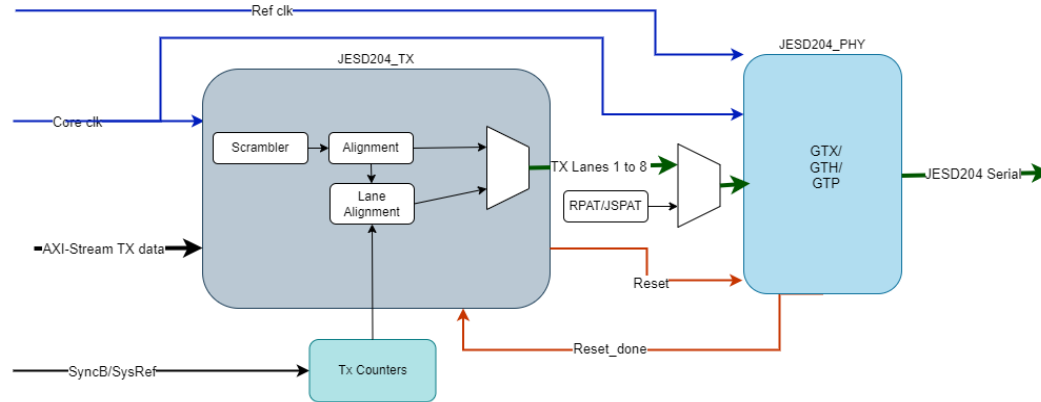 Ref clk
JESD204_PHY
JESD204_TX
Core clk
Scrambler
Alignment
Lane
Alignment
TX Lanes 1 to 8
RPAT/JSPAT
GTX/
GTH/
GTP
JESD204 Serial
AXI-Stream TX data
Reset
Reset_done
SyncB/SysRef
Tx Counters